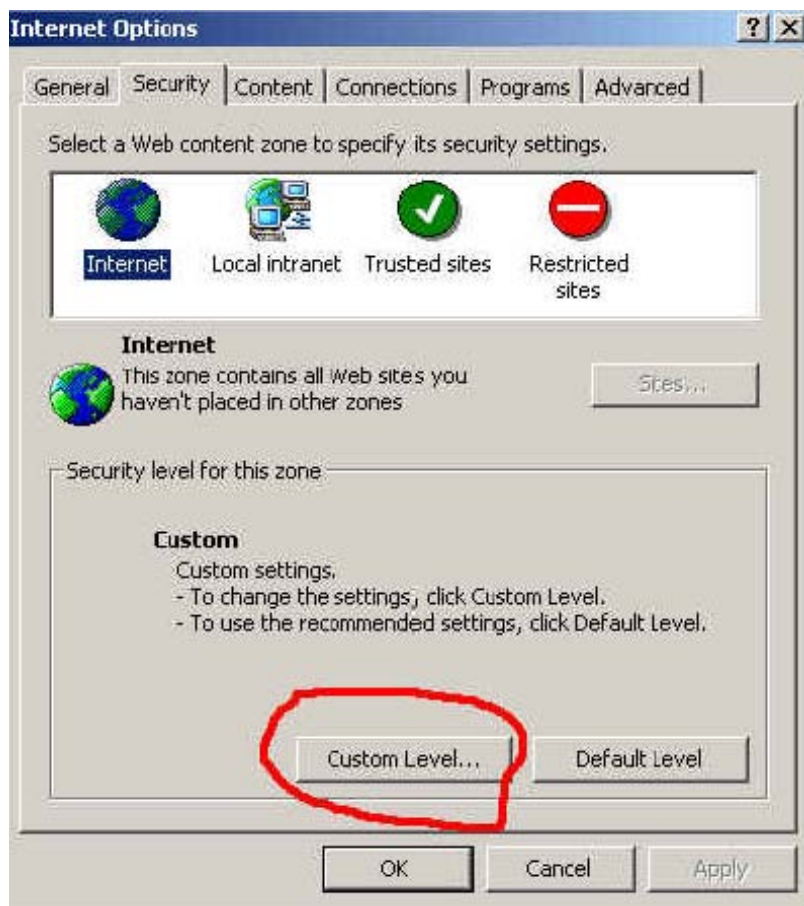 Internet Options
General Security Content Connections Programs Advanced
Select a Web content zone to specify its security settings.
Internet Local intranet Trusted sites Restricted
sites
Internet
This zone contains all Web sites you
haven't placed in other zones
Sites...
Security level for this zone
Custom
Custom settings.
- To change the settings, click Custom Level.
- To use the recommended settings, click Default Level.
Custom Level... Default Level
OK Cancel Apply